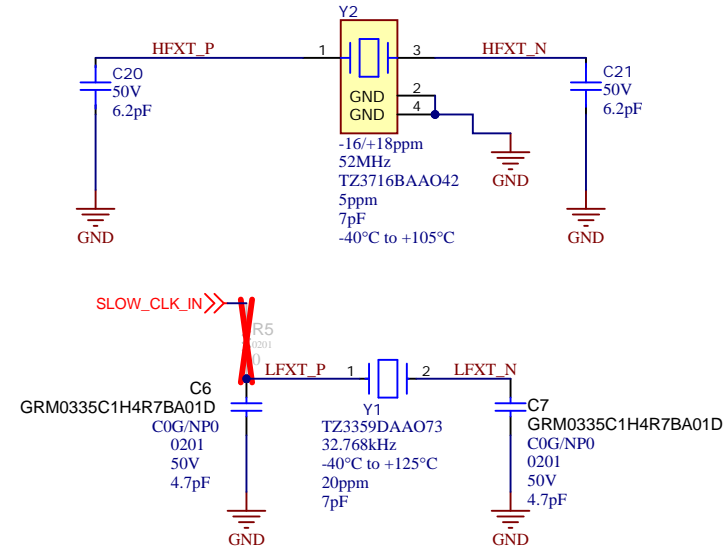 Y2
HFXT_P
1
3
HFXT_N
C20
50V
6.2pF
GND
2
GND
4
C21
50V
6.2pF
-16/+18ppm
52MHz
TZ3716BAAO42
5ppm
7pF
-40°C to +105°C
GND
GND
GND
SLOW_CLK_IN
R5
0201
0
LFXT_P
1
2
LFXT_N
C6
GRM0335C1H4R7BA01D
C0G/NP0
0201
50V
4.7pF
Y1
TZ3359DAAO73
32.768kHz
-40°C to +125°C
20ppm
7pF
C7
GRM0335C1H4R7BA01D
C0G/NP0
0201
50V
4.7pF
GND
GND